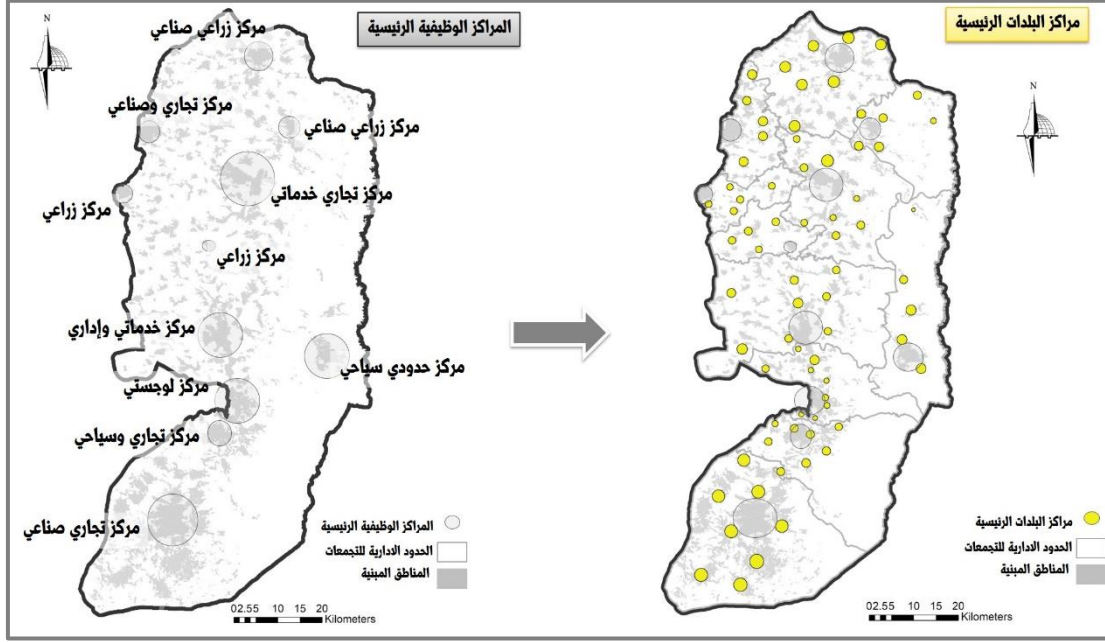 المراكز الوظيفية الرئيسية
N
مركز زراعي صناعي
مركز تجاري وصناعي
مركز زراعي صناعي
مركز تجاري خدماتي
مركز زراعي
مركز زراعي
مركز خدماتي وإداري
مركز حدودي سياحي
مركز لوجستي
مركز تجاري وسياحي
مركز تجاري صناعي
المراكز الوظيفية الرئيسية
الحدود الادارية للتجمعات
المناطق المبنية
02.55 10 15 20
Kilometers
مراكز البلدات الرئيسية
N
مراكز البلدات الرئيسية
الحدود الادارية للتجمعات
المناطق المبنية
02.55 10 15 20
Kilometers